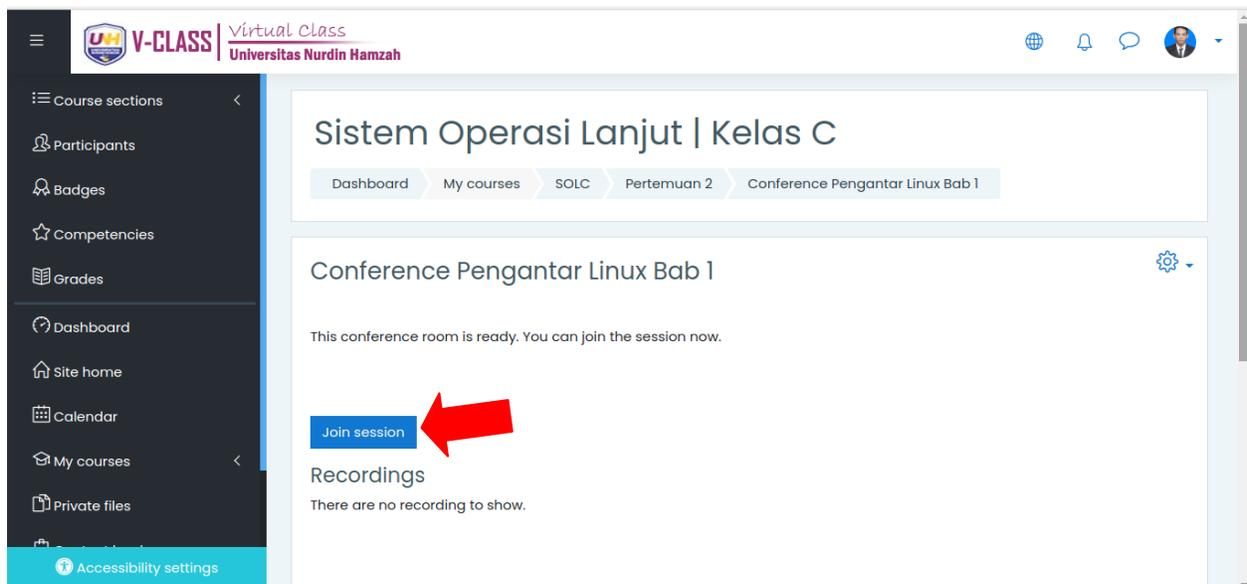 UNH
V-CLASS
Virtual Class
Universitas Nurdin Hamzah
Course sections
Participants
Badges
Competencies
Grades
Dashboard
Site home
Calendar
My courses
Private files
Accessibility settings
Sistem Operasi Lanjut | Kelas C
Dashboard My courses SOLC Pertemuan 2 Conference Pengantar Linux Bab 1
Conference Pengantar Linux Bab 1
This conference room is ready. You can join the session now.
Join session
Recordings
There are no recording to show.